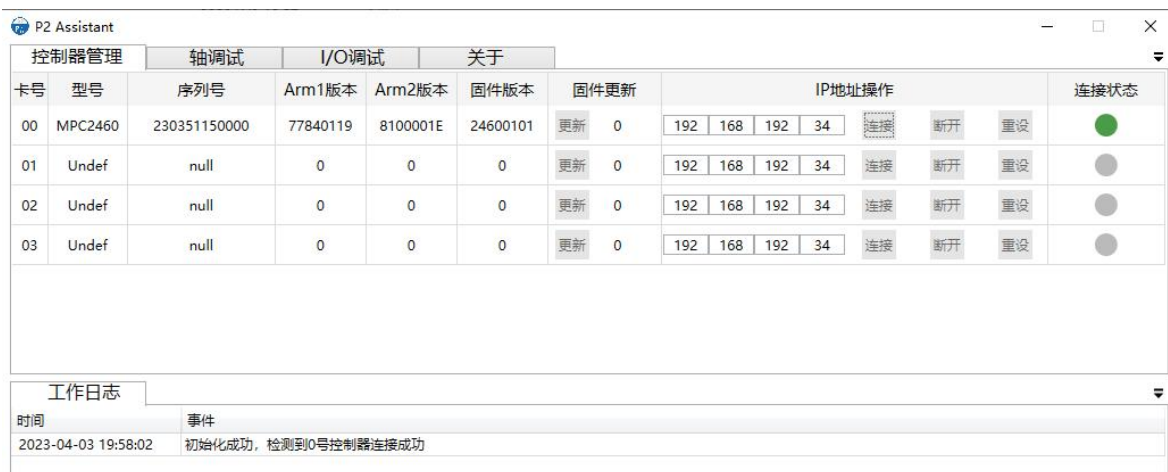 P2 Assistant
控制器管理 轴调试 I/O调试 关于
卡号 型号 序列号 Arm1版本 Arm2版本 固件版本 固件更新 IP地址操作 连接状态
00 MPC2460 230351150000 77840119 8100001E 24600101 更新 0 192 168 192 34 连接 断开 重设
01 Undef null 0 0 0 更新 0 192 168 192 34 连接 断开 重设
02 Undef null 0 0 0 更新 0 192 168 192 34 连接 断开 重设
03 Undef null 0 0 0 更新 0 192 168 192 34 连接 断开 重设
工作日志
时间 事件
2023-04-03 19:58:02 初始化成功，检测到0号控制器连接成功